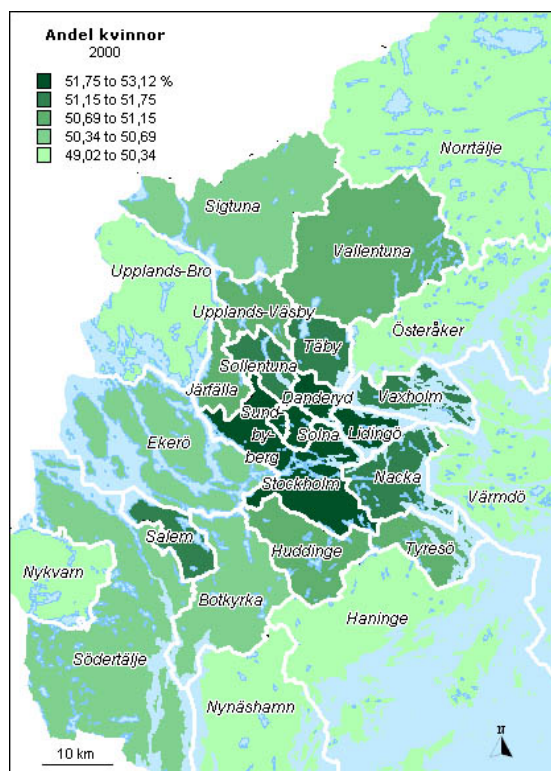 Andel kvinnor
2000
51,75 to 53,12 %
51,15 to 51,75
50,69 to 51,15
50,34 to 50,69
49,02 to 50,34
Norrtälje
Sigtuna
Vallentuna
Upplands-Bro
Upplands-Väsby
Österåker
Täby
Sollentuna
Järfälla
Danderyd
Vaxholm
Sund-
by-
berg
Solna
Lidingö
Ekerö
Stockholm
Nacka
Värmdö
Salem
Huddinge
Tyresö
Nykvarn
Botkyrka
Haninge
Södertälje
Nynäshamn
10 km
N